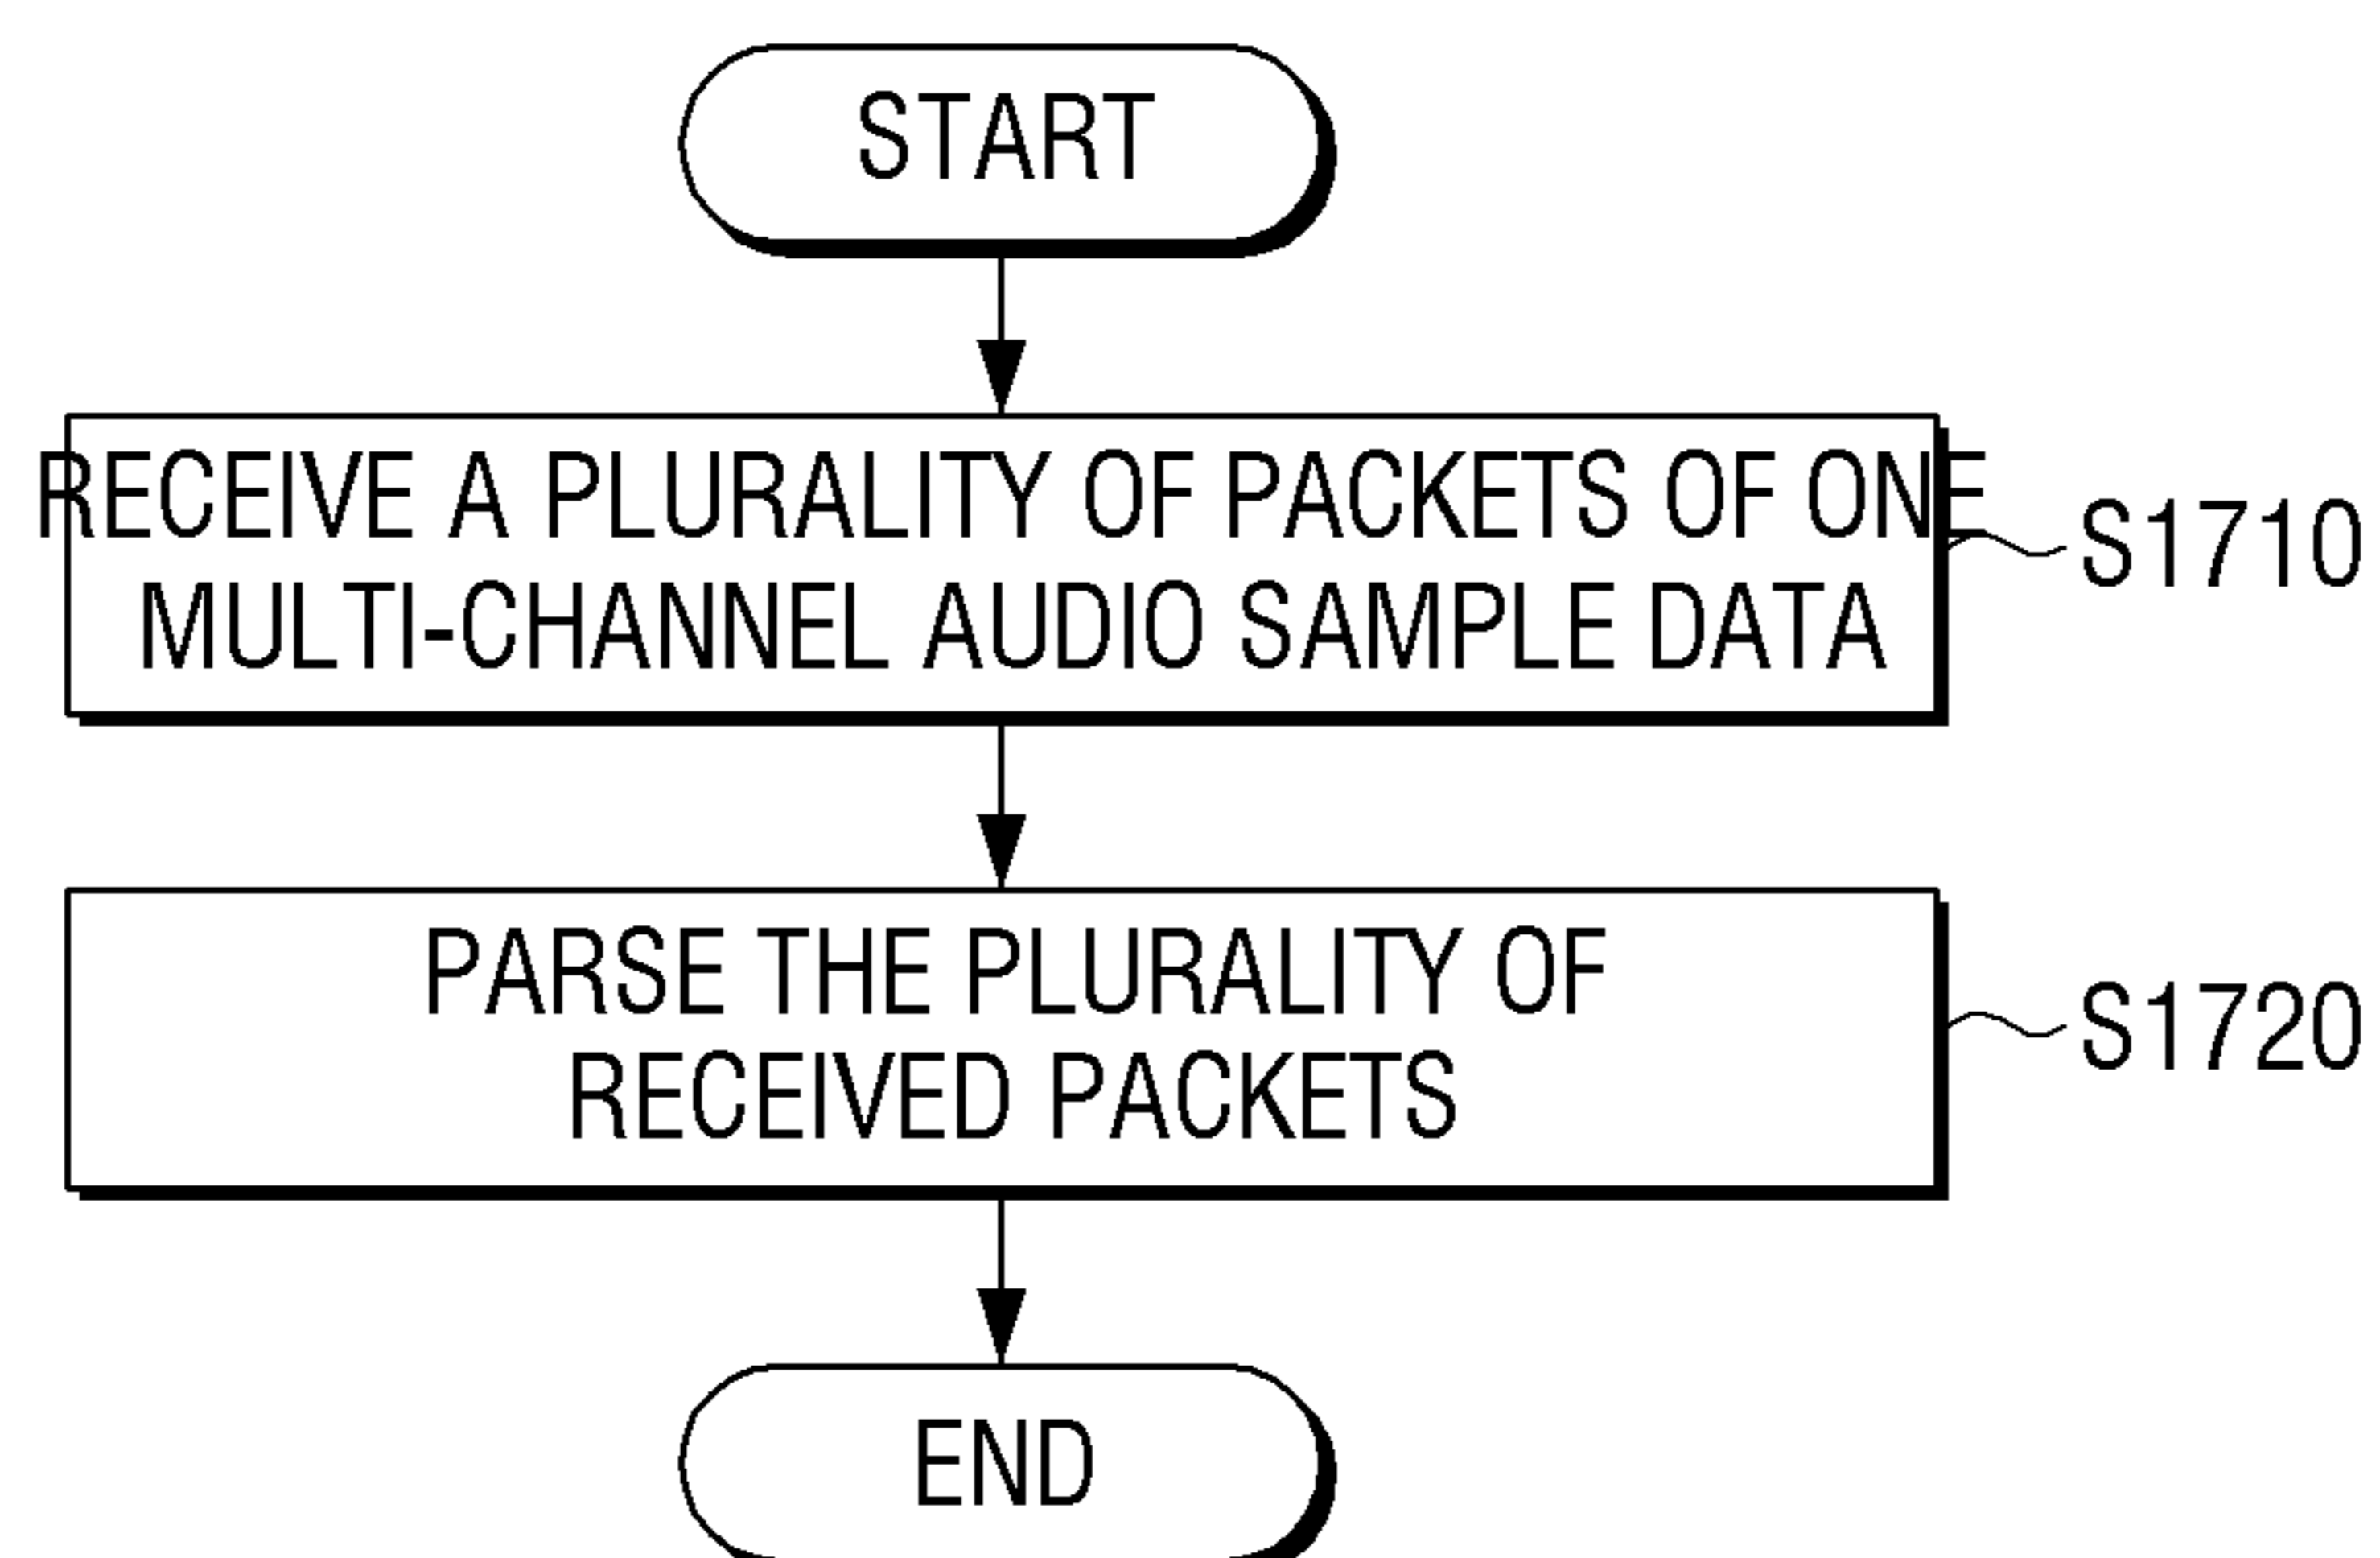 START
RECEIVE A PLURALITY OF PACKETS OF ONE
MULTI-CHANNEL AUDIO SAMPLE DATA
S1710
PARSE THE PLURALITY OF
RECEIVED PACKETS
S1720
END